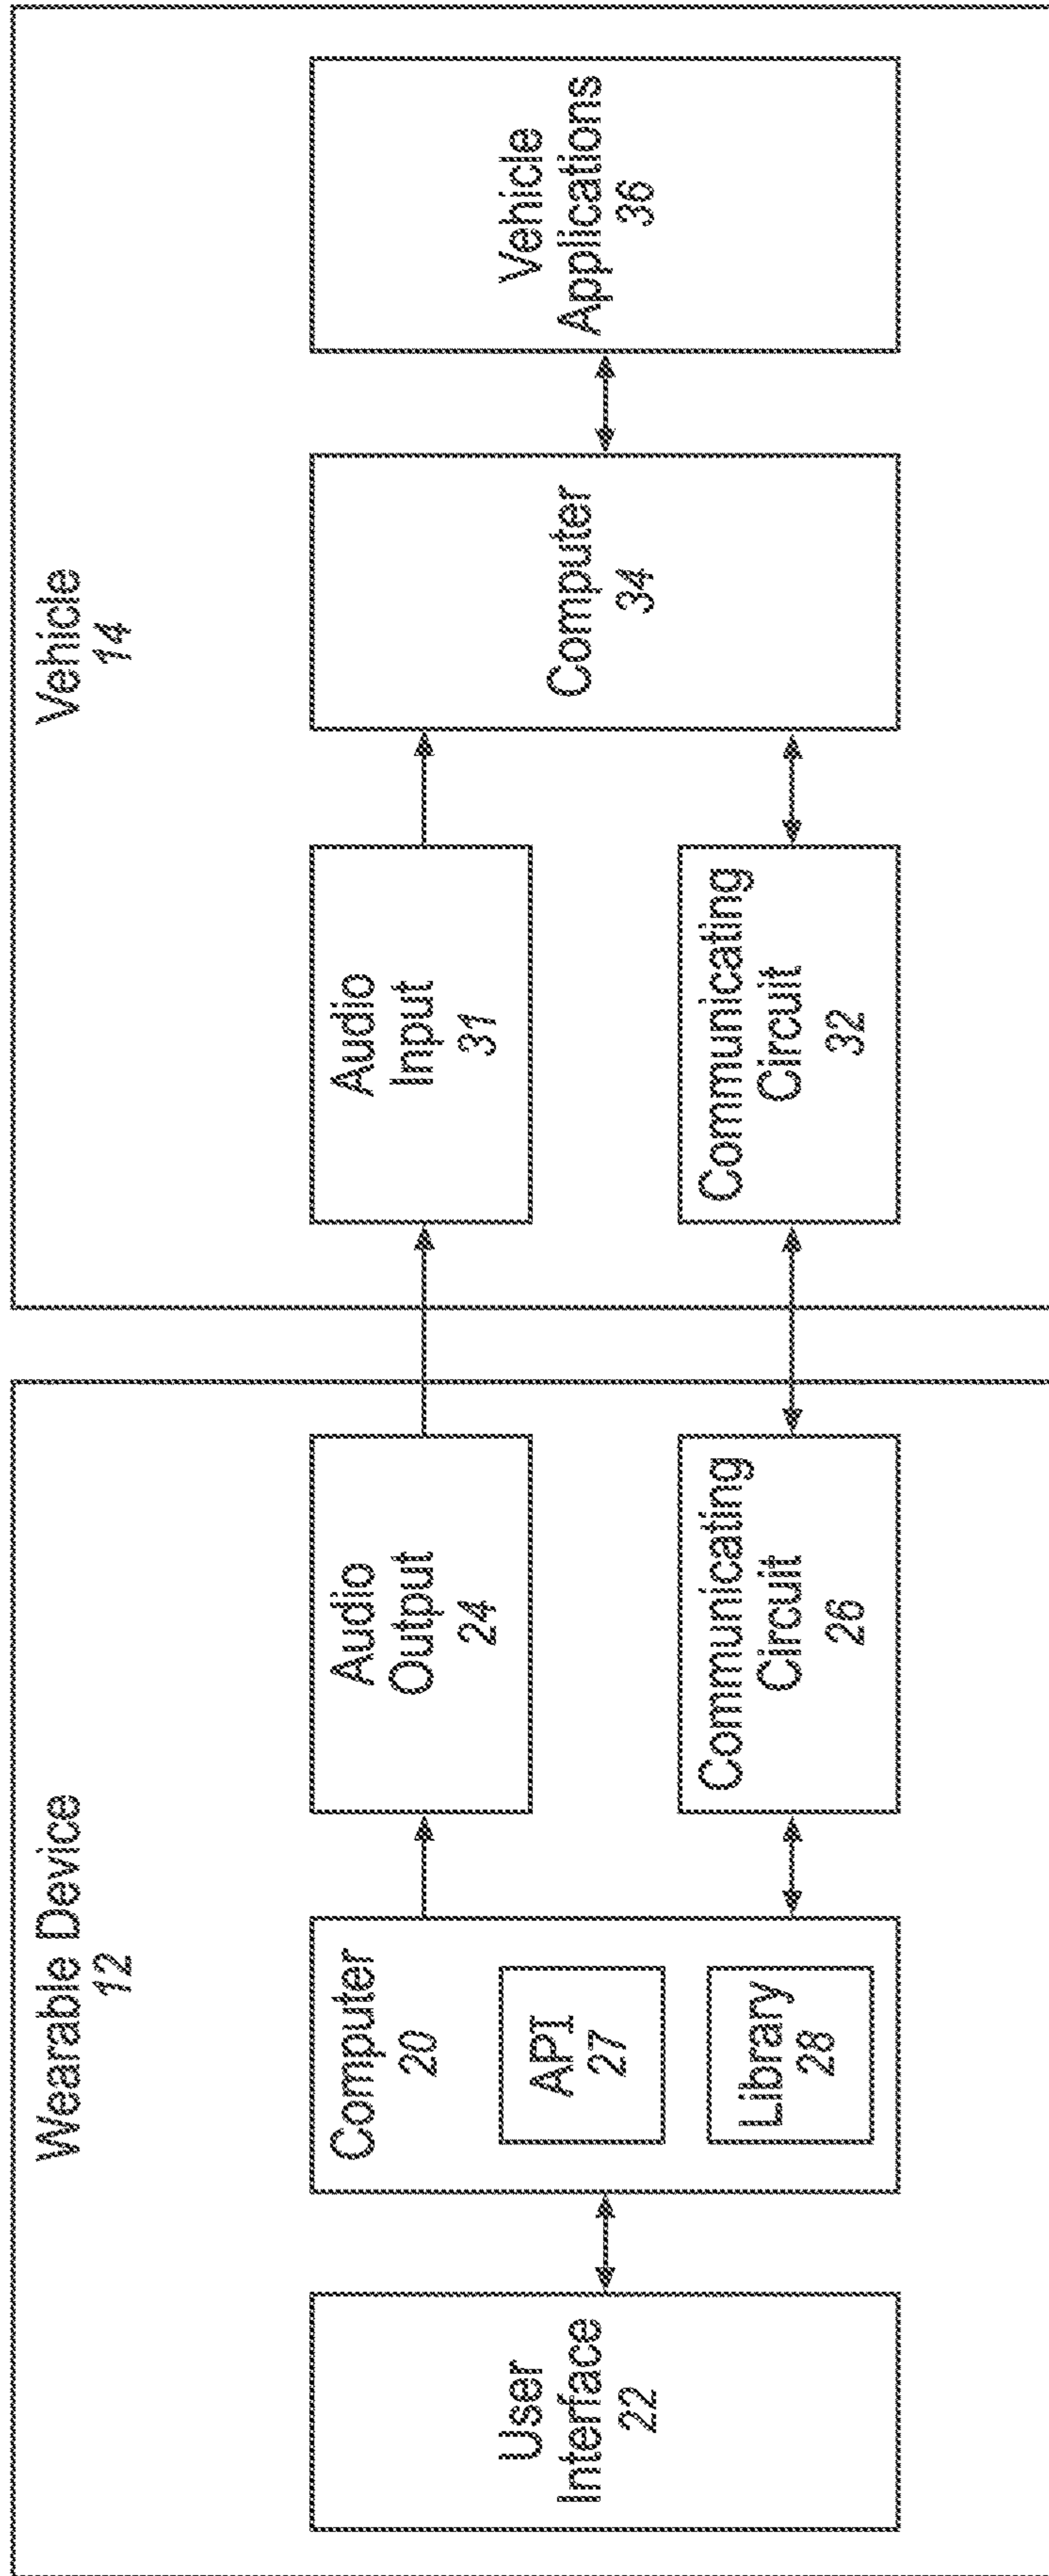 Wearable Device
12
User
Interface
22
Computer
20
API
27
Library
28
Audio
Output
24
Communicating
Circuit
26
Vehicle
14
Audio
Input
31
Communicating
Circuit
32
Computer
34
Vehicle
Applications
36